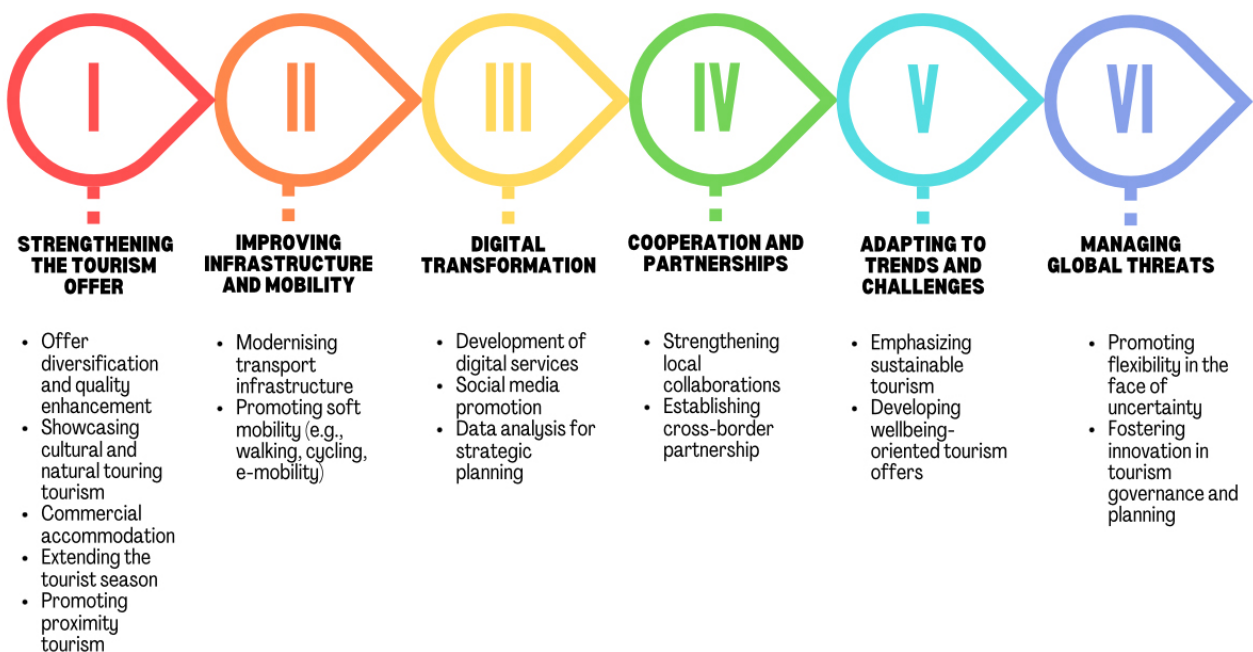 I
II
III
IV
V
VI
STRENGTHENING
THE TOURISM
OFFER
• Offer
diversification
and quality
enhancement
• Showcasing
cultural and
natural touring
tourism
• Commercial
accommodation
• Extending the
tourist season
• Promoting
proximity
tourism
IMPROVING
INFRASTRUCTURE
AND MOBILITY
• Modernising
transport
infrastructure
• Promoting soft
mobility (e.g.,
walking, cycling,
e-mobility)
DIGITAL
TRANSFORMATION
• Development of
digital services
• Social media
promotion
• Data analysis for
strategic
planning
COOPERATION AND
PARTNERSHIPS
• Strengthening
local
collaborations
• Establishing
cross-border
partnership
ADAPTING TO
TRENDS AND
CHALLENGES
• Emphasizing
sustainable
tourism
• Developing
wellbeing-
oriented tourism
offers
MANAGING
GLOBAL THREATS
• Promoting
flexibility in the
face of
uncertainty
• Fostering
innovation in
tourism
governance and
planning